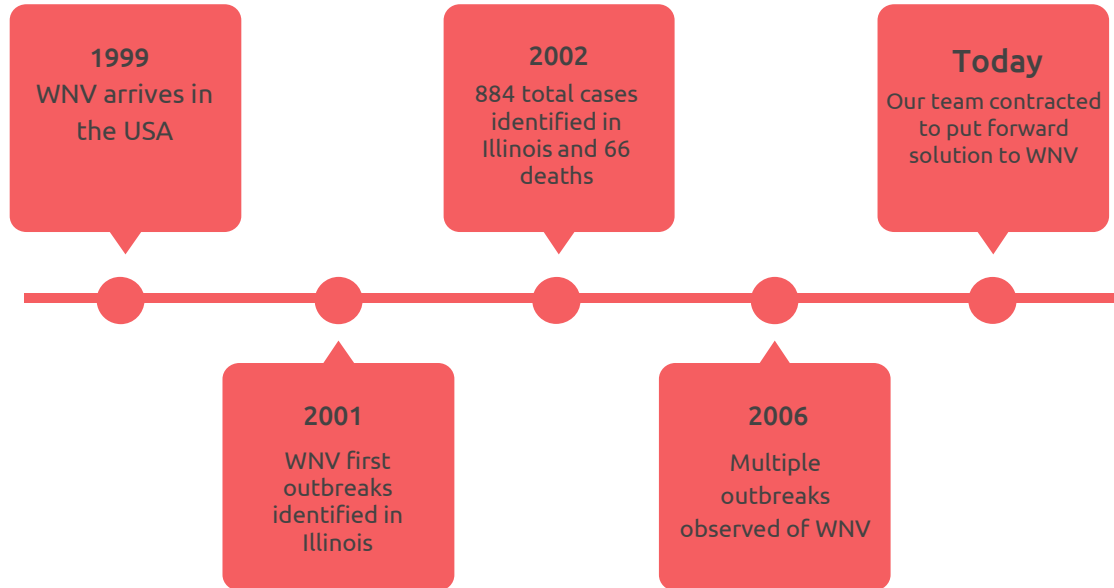 1999
WNV arrives in
the USA
2001
WNV first
outbreaks
identified in
Illinois
2002
884 total cases
identified in
Illinois and 66
deaths
2006
Multiple
outbreaks
observed of WNV
Today
Our team contracted
to put forward
solution to WNV